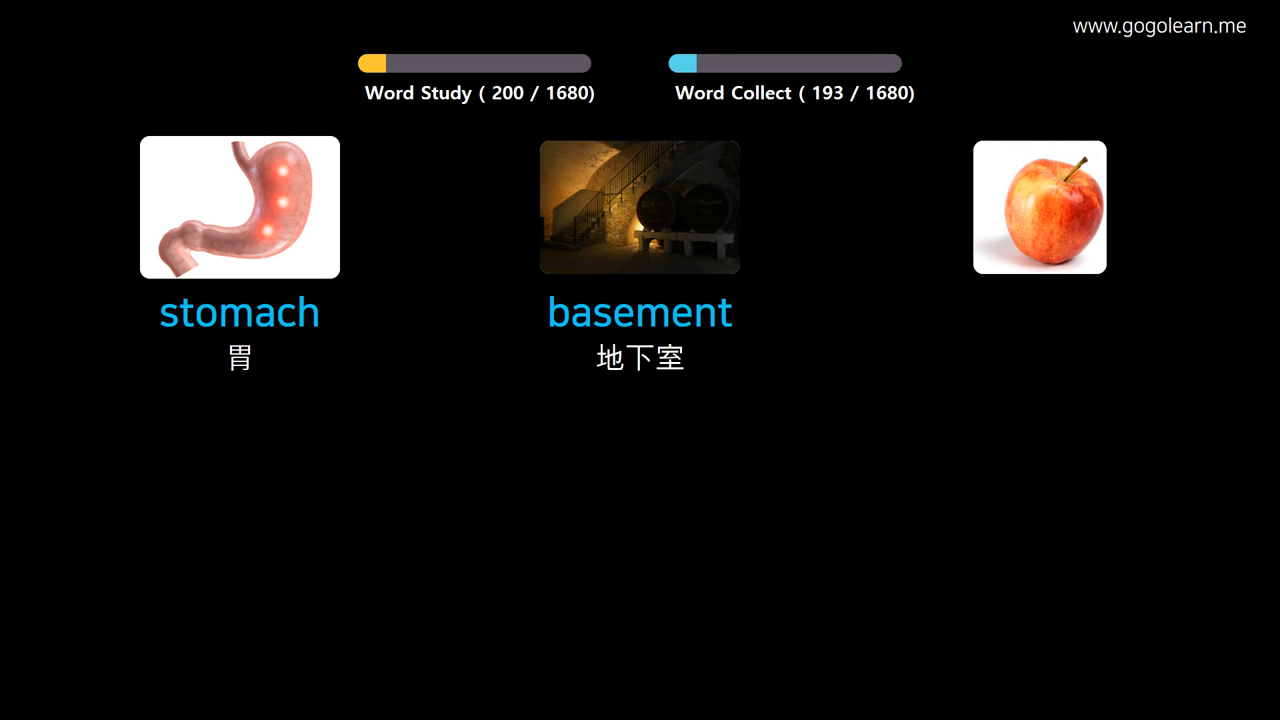 www.gogolearn.me
Word Study ( 200 / 1680)
Word Collect ( 193 / 1680)
stomach
胃
basement
地下室